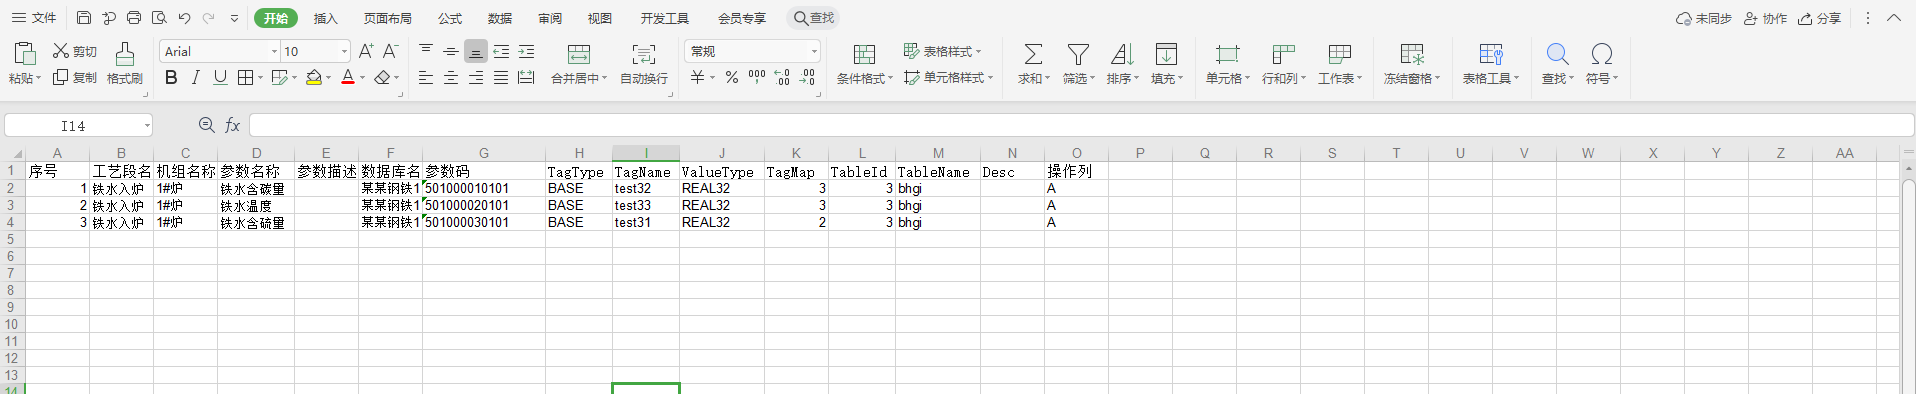 文件 开始 插入 页面布局 公式 数据 审阅 视图 开发工具 会员专享 查找 未同步 协作 分享
粘贴 剪切 复制 格式刷 Arial 10 A+ A- B I U A 合并居中 自动换行 常规 ¥ % 000 .0 .00 条件格式 表格样式 单元格样式 求和 筛选 排序 填充 单元格 行和列 工作表 冻结窗格 表格工具 查找 符号
I14 fx
A B C D E F G H I J K L M N O P Q R S T U V W X Y Z AA
1 序号 工艺段名 机组名称 参数名称 参数描述 数据库名 参数码 TagType TagName ValueType TagMap TableId TableName Desc 操作列
2 1 铁水入炉 1#炉 铁水含碳量 某某钢铁1 501000010101 BASE test32 REAL32 3 3 bhgi A
3 2 铁水入炉 1#炉 铁水温度 某某钢铁1 501000020101 BASE test33 REAL32 3 3 bhgi A
4 3 铁水入炉 1#炉 铁水含硫量 某某钢铁1 501000030101 BASE test31 REAL32 2 3 bhgi A
5
6
7
8
9
10
11
12
13
14